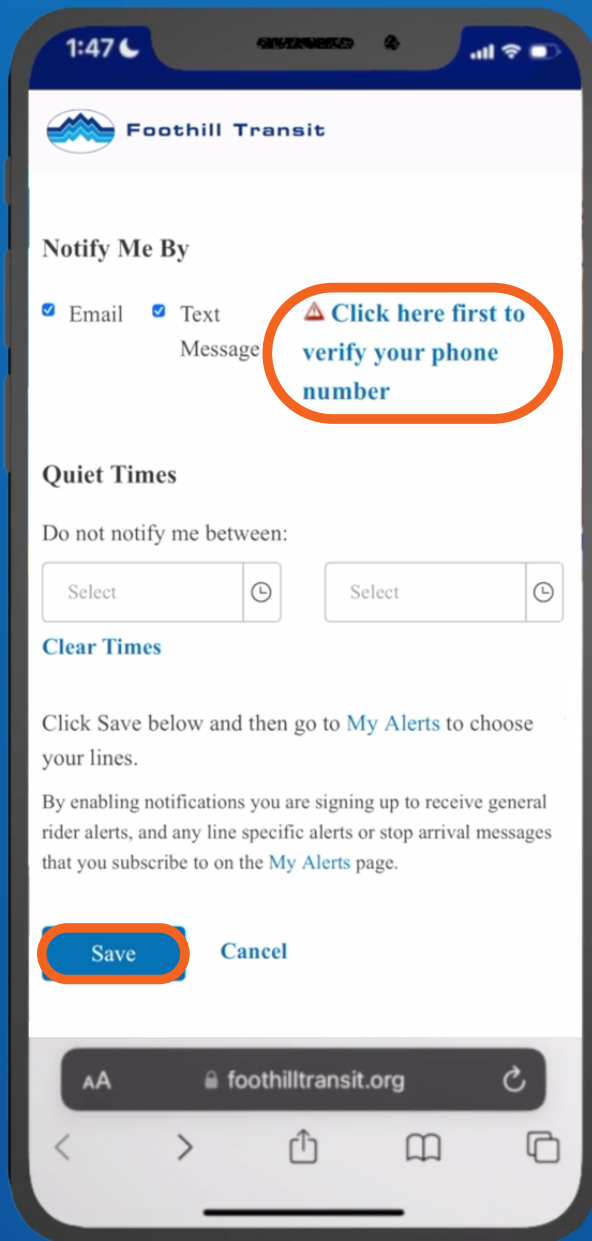 1:47
Foothill Transit
Notify Me By
Email
Text
Message
Click here first to
verify your phone
number
Quiet Times
Do not notify me between:
Select
Select
Clear Times
Click Save below and then go to My Alerts to choose
your lines.
By enabling notifications you are signing up to receive general
rider alerts, and any line specific alerts or stop arrival messages
that you subscribe to on the My Alerts page.
Save
Cancel
AA
foothilltransit.org